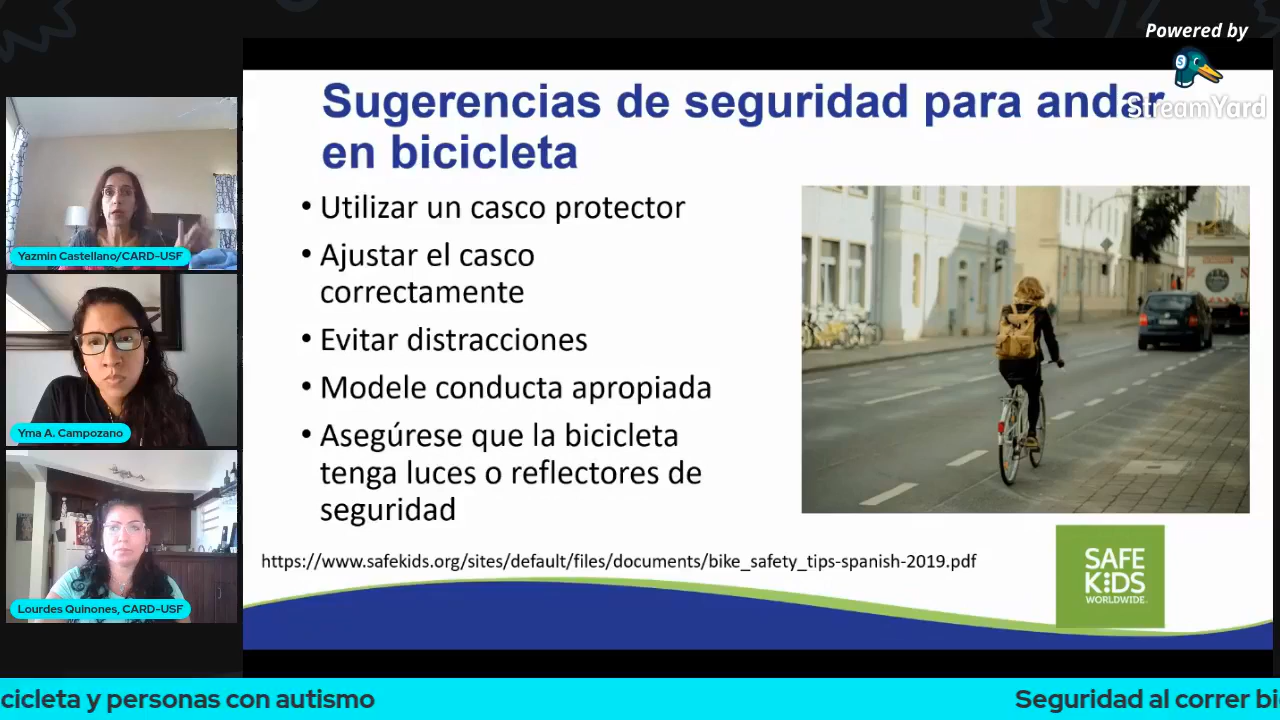 Powered by
StreamYard
Sugerencias de seguridad para andar
en bicicleta
• Utilizar un casco protector
• Ajustar el casco
correctamente
• Evitar distracciones
• Modele conducta apropiada
• Asegúrese que la bicicleta
tenga luces o reflectores de
seguridad
https://www.safekids.org/sites/default/files/documents/bike_safety_tips-spanish-2019.pdf
SAFE
KIDS
WORLDWIDE
Yazmin Castellano/CARD-USF
Yma A. Campozano
Lourdes Quinones, CARD-USF
cicleta y personas con autismo
Seguridad al correr bi